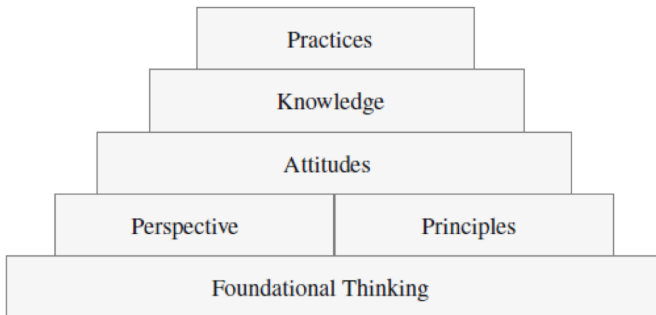 Practices
Knowledge
Attitudes
Perspective Principles
Foundational Thinking